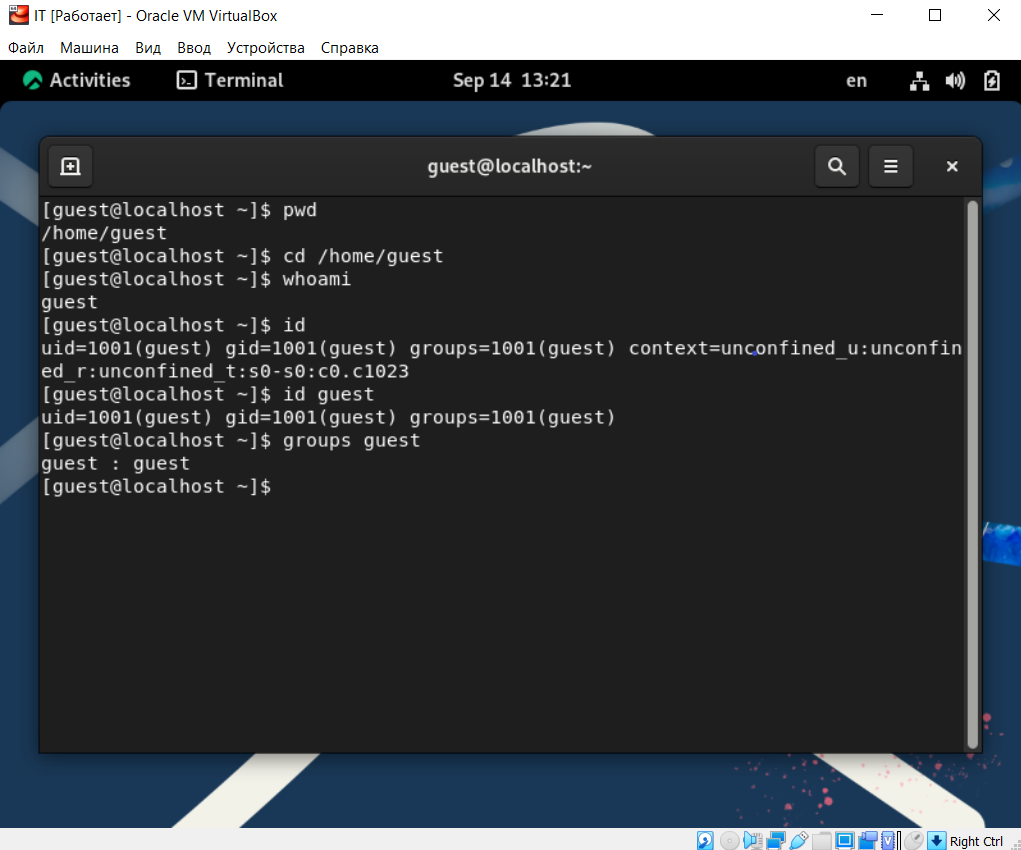 IT [Работает] - Oracle VM VirtualBox
Файл Машина Вид Ввод Устройства Справка
Activities Terminal Sep 14 13:21 en
guest@localhost:~
[guest@localhost ~]$ pwd
/home/guest
[guest@localhost ~]$ cd /home/guest
[guest@localhost ~]$ whoami
guest
[guest@localhost ~]$ id
uid=1001(guest) gid=1001(guest) groups=1001(guest) context=unconfined_u:unconfin
ed_r:unconfined_t:s0-s0:c0.c1023
[guest@localhost ~]$ id guest
uid=1001(guest) gid=1001(guest) groups=1001(guest)
[guest@localhost ~]$ groups guest
guest : guest
[guest@localhost ~]$
Right Ctrl